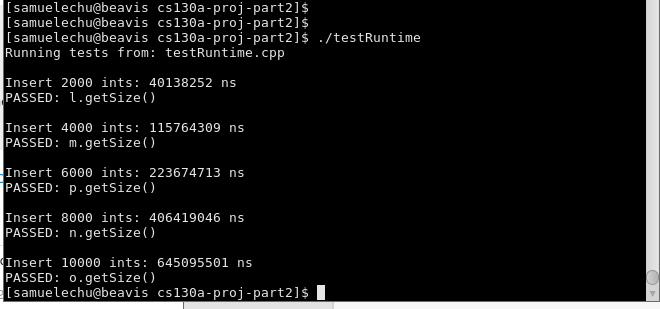 [samuelechu@beavis cs130a-proj-part2]$
[samuelechu@beavis cs130a-proj-part2]$
[samuelechu@beavis cs130a-proj-part2]$ ./testRuntime
Running tests from: testRuntime.cpp
Insert 2000 ints: 40138252 ns
PASSED: l.getSize()
Insert 4000 ints: 115764309 ns
PASSED: m.getSize()
Insert 6000 ints: 223674713 ns
PASSED: p.getSize()
Insert 8000 ints: 406419046 ns
PASSED: n.getSize()
Insert 10000 ints: 645095501 ns
PASSED: o.getSize()
[samuelechu@beavis cs130a-proj-part2]$